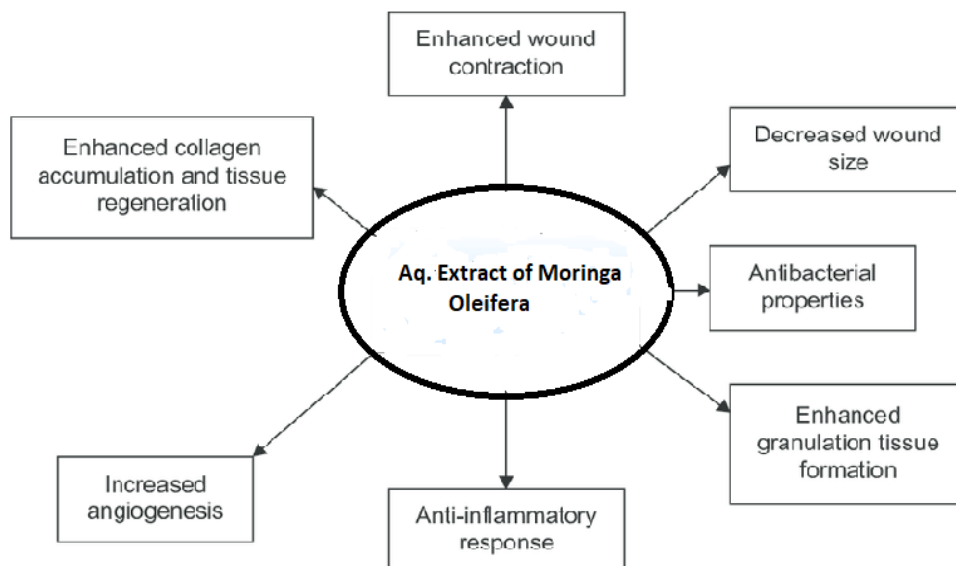 Enhanced wound
contraction
Enhanced collagen
accumulation and tissue
regeneration
Decreased wound
size
Aq. Extract of Moringa
Oleifera
Antibacterial
properties
Enhanced
granulation tissue
formation
Increased
angiogenesis
Anti-inflammatory
response